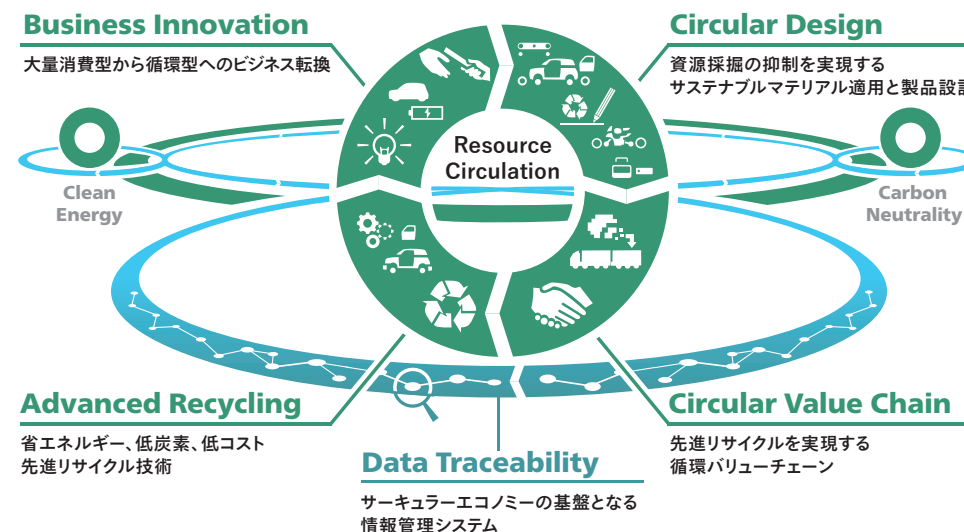 Business Innovation
大量消費型から循環型へのビジネス転換
Circular Design
資源採掘の抑制を実現する
サステナブルマテリアル適用と製品設
Resource
Circulation
Clean
Energy
Carbon
Neutrality
Advanced Recycling
省エネルギー、低炭素、低コスト
先進リサイクル技術
Data Traceability
サーキュラーエコノミーの基盤となる
情報管理システム
Circular Value Chain
先進リサイクルを実現する
循環バリューチェーン